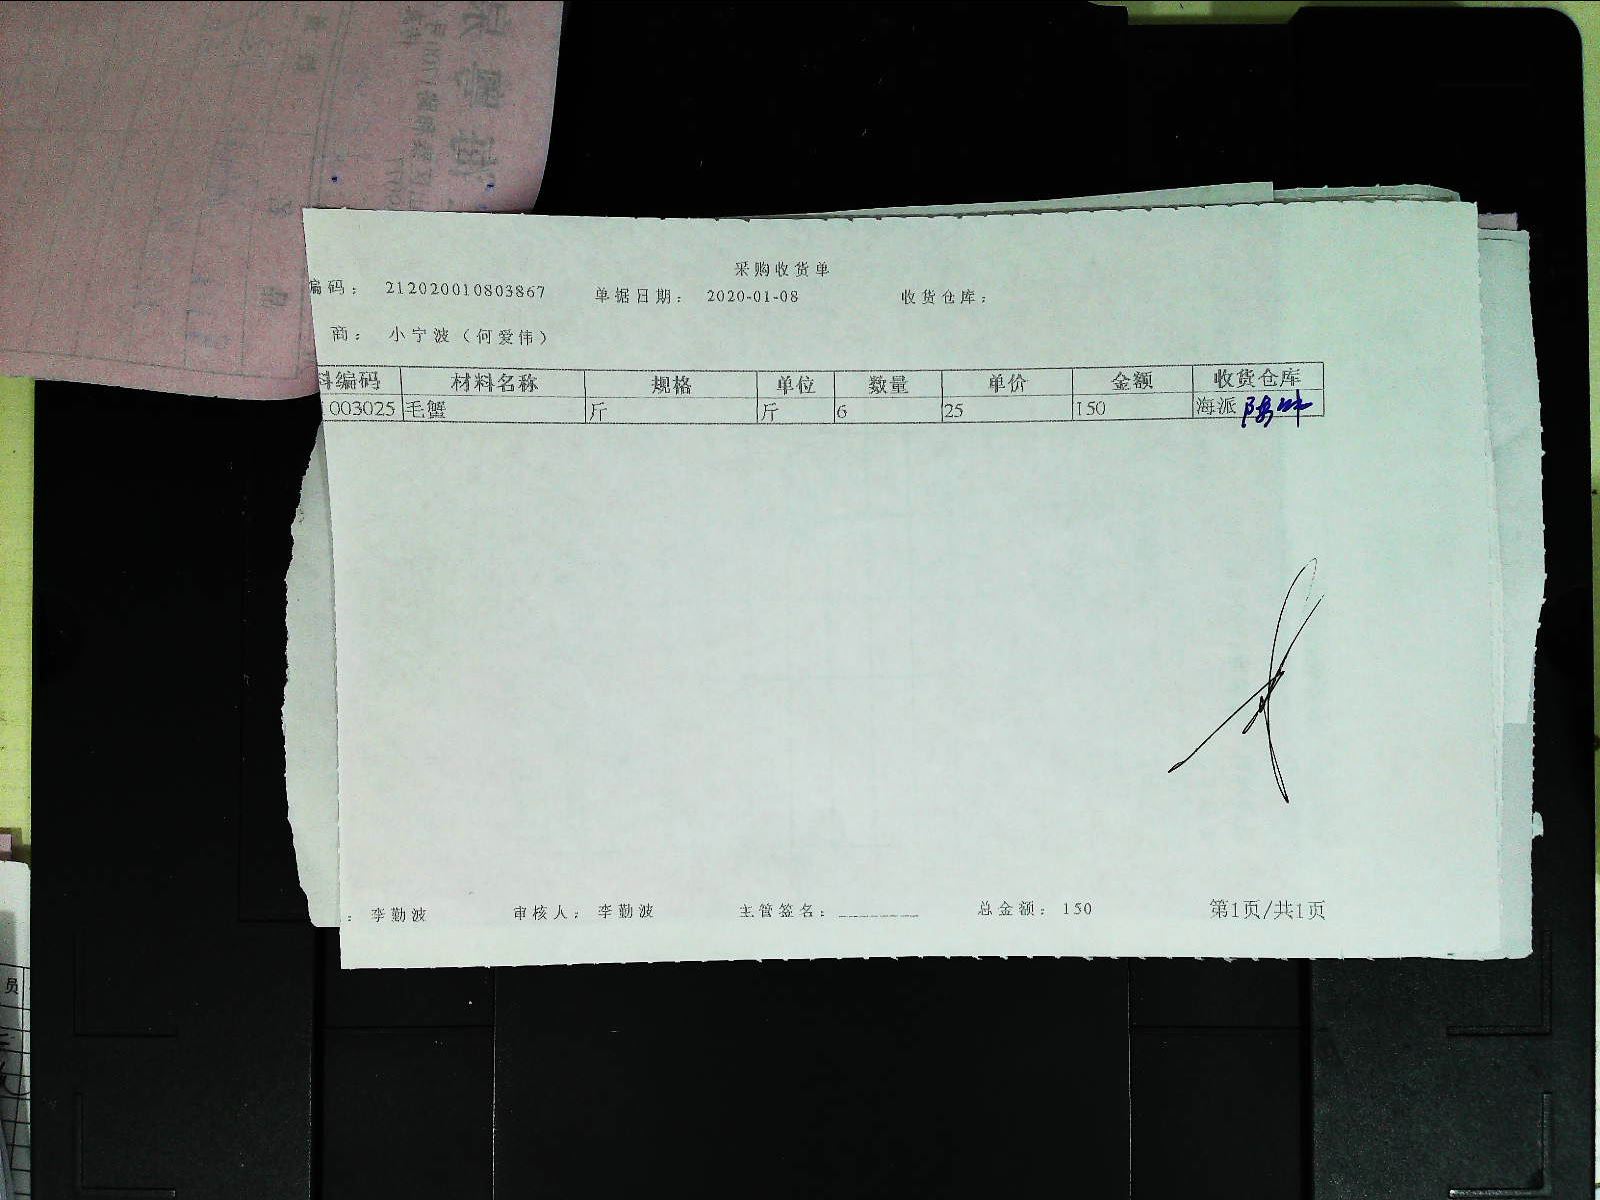 采购收货单
编码： 212020010803867 单据日期： 2020-01-08 收货仓库：
商： 小宁波（何爱伟）
料编码 材料名称 规格 单位 数量 单价 金额 收货仓库
1003025 毛蟹 斤 斤 6 25 150 海派
： 李勤波 审核人： 李勤波 主管签名：________ 总金额： 150 第1页/共1页
员